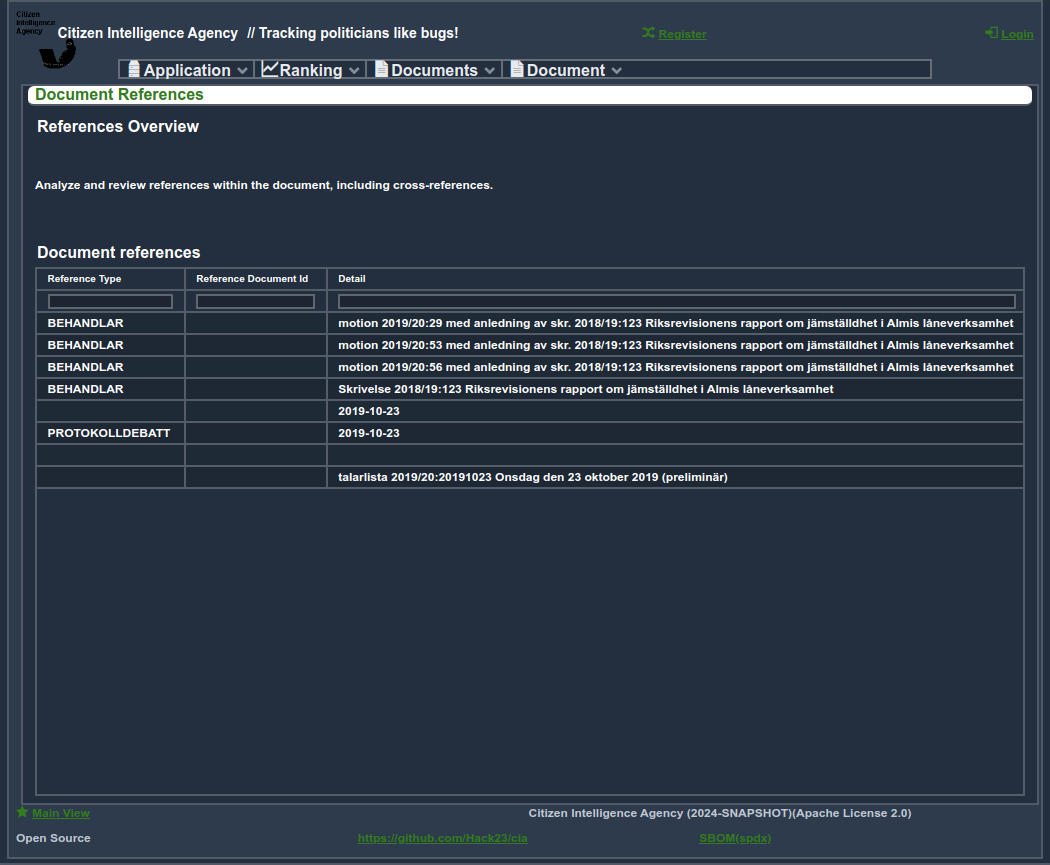 Citizen
Intelligence
Agency
Citizen Intelligence Agency // Tracking politicians like bugs!
Register
Login
Application
Ranking
Documents
Document
Document References
References Overview
Analyze and review references within the document, including cross-references.
Document references
Reference Type Reference Document Id Detail
BEHANDLAR motion 2019/20:29 med anledning av skr. 2018/19:123 Riksrevisionens rapport om jämställdhet i Almis låneverksamhet
BEHANDLAR motion 2019/20:53 med anledning av skr. 2018/19:123 Riksrevisionens rapport om jämställdhet i Almis låneverksamhet
BEHANDLAR motion 2019/20:56 med anledning av skr. 2018/19:123 Riksrevisionens rapport om jämställdhet i Almis låneverksamhet
BEHANDLAR Skrivelse 2018/19:123 Riksrevisionens rapport om jämställdhet i Almis låneverksamhet
2019-10-23
PROTOKOLLDEBATT 2019-10-23
talarlista 2019/20:20191023 Onsdag den 23 oktober 2019 (preliminär)
Main View
Citizen Intelligence Agency (2024-SNAPSHOT)(Apache License 2.0)
Open Source
https://github.com/Hack23/cia
SBOM(spdx)